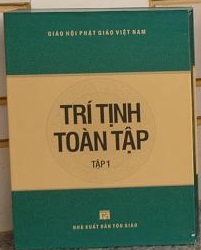 GIÁO HỘI PHẬT GIÁO VIỆT NAM
TRÍ TỊNH
TOÀN TẬP
TẬP 1
NHÀ XUẤT BẢN TÔN GIÁO